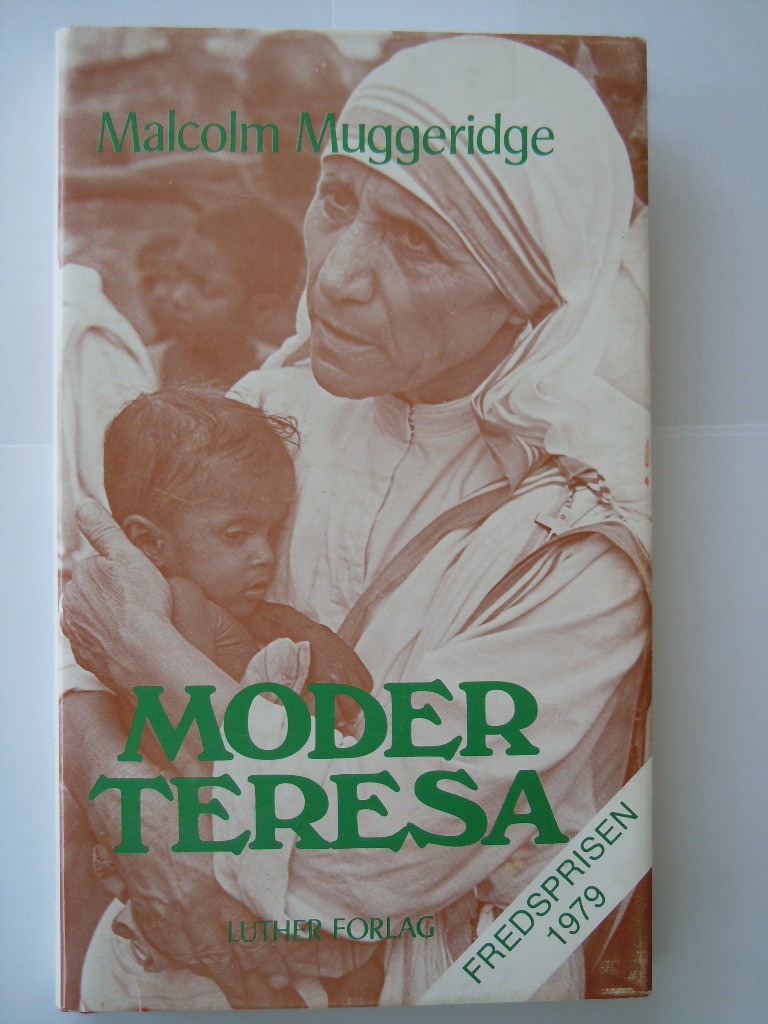 Malcolm Muggeridge
MODER
TERESA
LUTHER FORLAG
FREDSPRISEN
1979